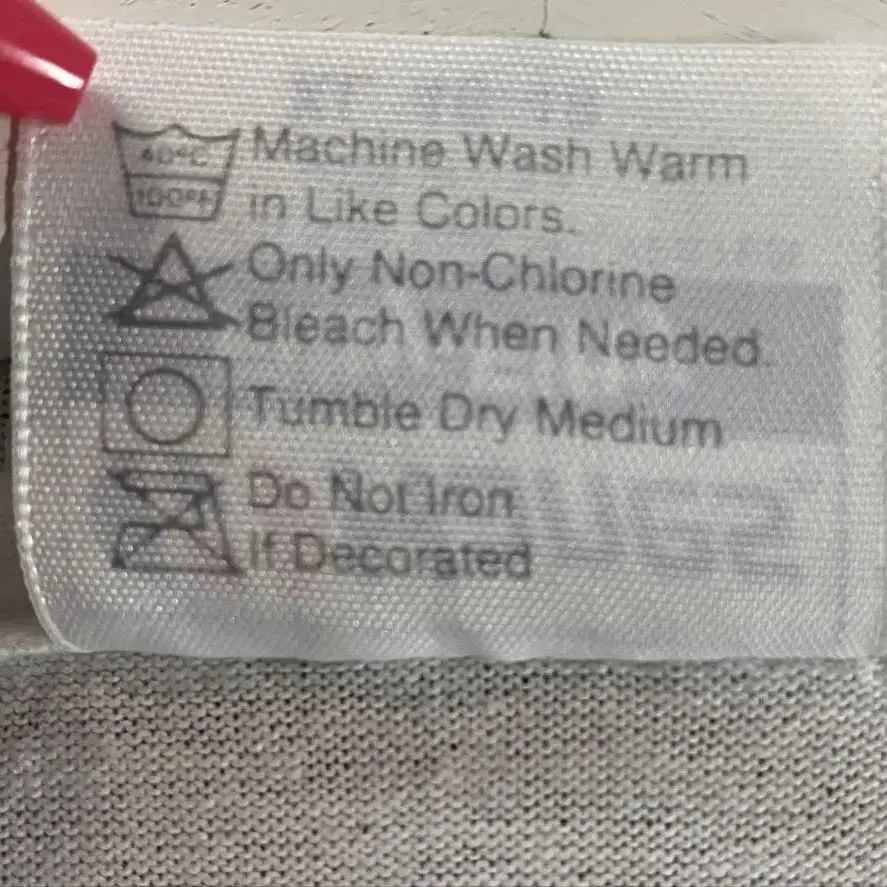 40°C
100°F
Machine Wash Warm
in Like Colors.
Only Non-Chlorine
Bleach When Needed.
Tumble Dry Medium
Do Not Iron
If Decorated